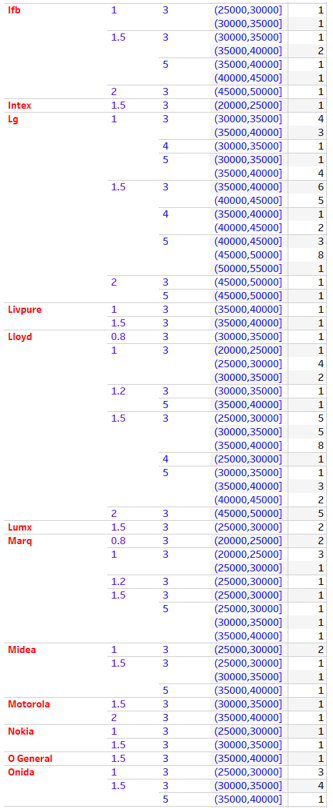 Ifb 1 3 (25000,30000] 1
(30000,35000] 1
1.5 3 (30000,35000] 1
(35000,40000] 2
5 (35000,40000] 1
(40000,45000] 1
2 3 (45000,50000] 1
Intex 1.5 3 (20000,25000] 1
Lg 1 3 (30000,35000] 4
(35000,40000] 3
4 (30000,35000] 1
5 (30000,35000] 1
(35000,40000] 4
1.5 3 (35000,40000] 6
(40000,45000] 5
4 (35000,40000] 1
(40000,45000] 2
5 (40000,45000] 3
(45000,50000] 8
(50000,55000] 1
2 3 (45000,50000] 1
5 (45000,50000] 1
Livpure 1 3 (35000,40000] 1
1.5 3 (35000,40000] 1
Lloyd 0.8 3 (30000,35000] 1
1 3 (20000,25000] 1
(25000,30000] 4
(30000,35000] 2
1.2 3 (30000,35000] 1
5 (35000,40000] 1
1.5 3 (25000,30000] 5
(30000,35000] 5
(35000,40000] 8
4 (25000,30000] 1
5 (30000,35000] 1
(35000,40000] 3
(40000,45000] 2
2 3 (45000,50000] 5
Lumx 1.5 3 (25000,30000] 2
Marq 0.8 3 (20000,25000] 2
1 3 (20000,25000] 3
(25000,30000] 1
1.2 3 (25000,30000] 1
1.5 3 (25000,30000] 1
5 (25000,30000] 1
(30000,35000] 1
(35000,40000] 1
Midea 1 3 (25000,30000] 2
1.5 3 (25000,30000] 1
(30000,35000] 1
5 (35000,40000] 1
Motorola 1.5 3 (30000,35000] 1
2 3 (35000,40000] 1
Nokia 1 3 (25000,30000] 1
1.5 3 (30000,35000] 1
O General 1.5 3 (35000,40000] 1
Onida 1 3 (25000,30000] 3
1.5 3 (30000,35000] 4
5 (35000,40000] 1